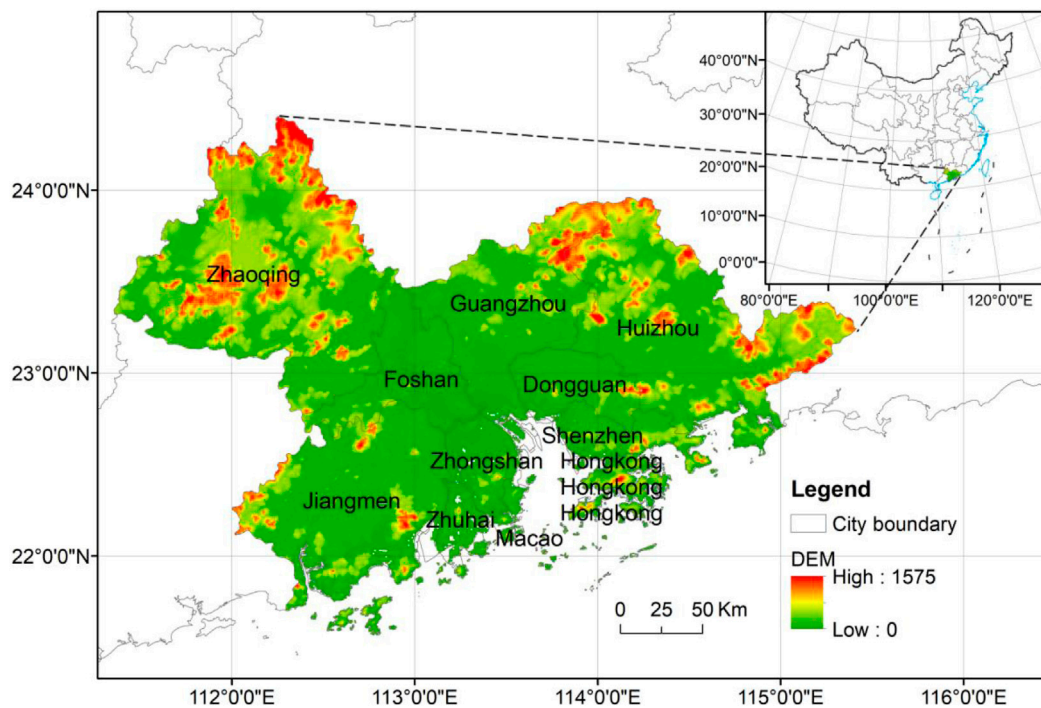 40°0'0"N
30°0'0"N
20°0'0"N
10°0'0"N
0°0'0"
80°0'0"E 100°0'0"E 120°0'0"E
24°0'0"N
23°0'0"N
22°0'0"N
Zhaoqing
Guangzhou
Huizhou
Foshan
Dongguan
Shenzhen
Zhongshan
Hongkong
Hongkong
Hongkong
Jiangmen
Zhuhai
Macao
Legend
City boundary
DEM
High : 1575
Low : 0
0 25 50 Km
112°0'0"E 113°0'0"E 114°0'0"E 115°0'0"E 116°0'0"E